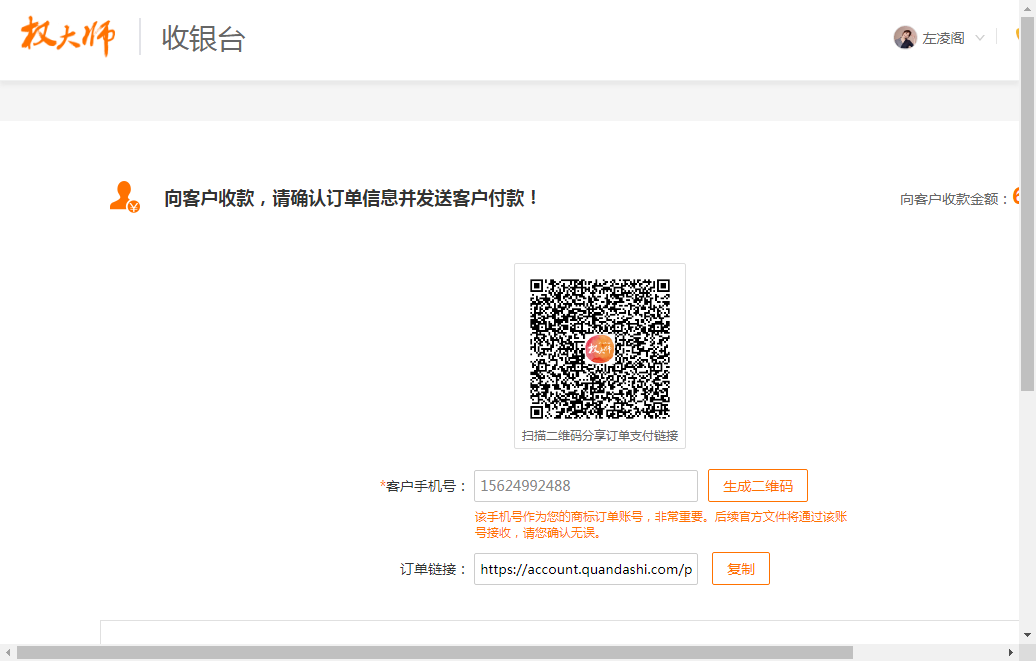 权大师 收银台 左凌阁
向客户收款，请确认订单信息并发送客户付款！ 向客户收款金额：
扫描二维码分享订单支付链接
*客户手机号： 15624992488 生成二维码
该手机号作为您的商标订单账号，非常重要。后续官方文件将通过该账
号接收，请您确认无误。
订单链接： https://account.quandashi.com/p 复制